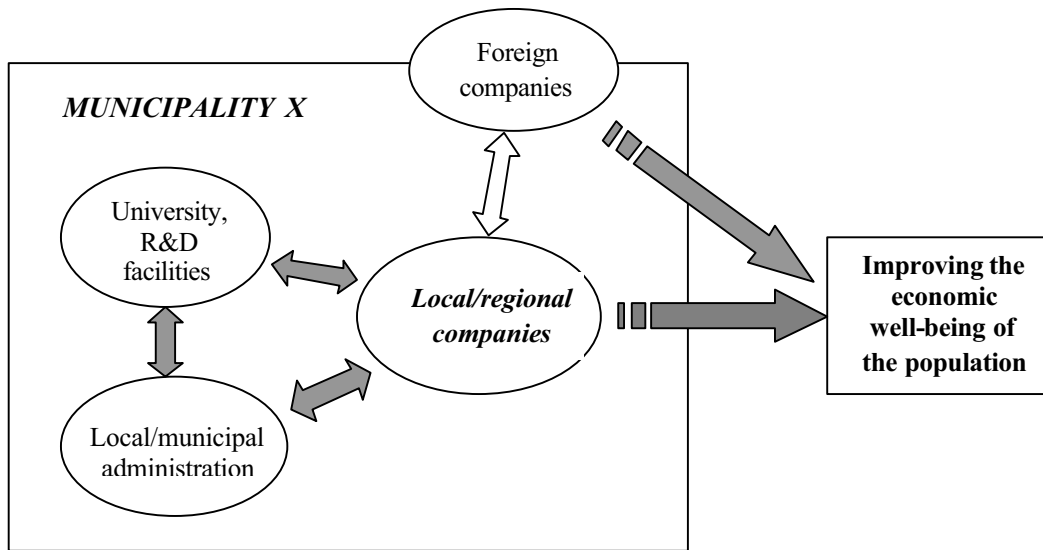 Foreign
companies
MUNICIPALITY X
University,
R&D
facilities
Local/regional
companies
Improving the
economic
well-being of
the population
Local/municipal
administration